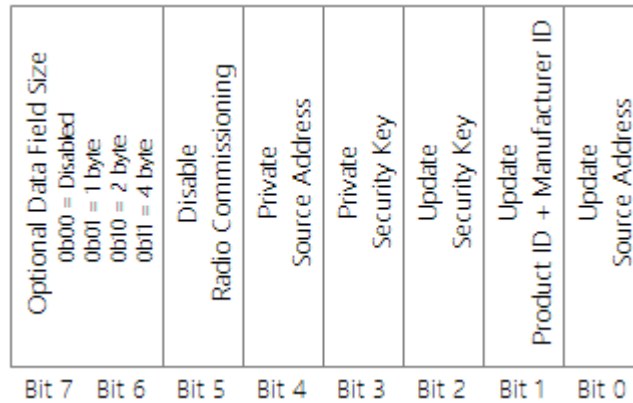 Optional Data Field Size
0b00 = Disabled
0b01 = 1 byte
0b10 = 2 byte
0b11 = 4 byte
Disable
Radio Commissioning
Private
Source Address
Private
Security Key
Update
Security Key
Update
Product ID + Manufacturer ID
Update
Source Address
Bit 7 Bit 6 Bit 5 Bit 4 Bit 3 Bit 2 Bit 1 Bit 0